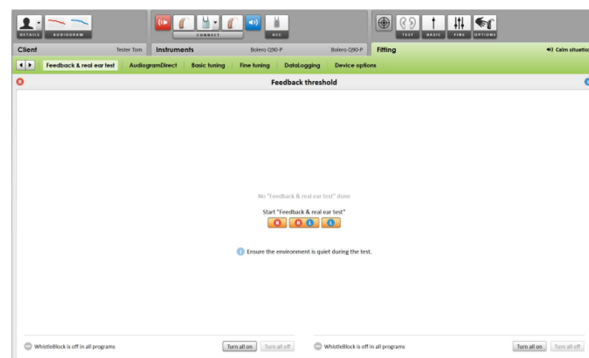 DETAILS AUDIOGRAM CONNECT ACC TEST BASIC FINE OPTIONS
Client Tester Tom Instruments Bolero Q90-P Bolero Q90-P Fitting Calm situation
Feedback & real ear test AudiogramDirect Basic tuning Fine tuning DataLogging Device options
R Feedback threshold
No "Feedback & real ear test" done
Start "Feedback & real ear test"
R R L L
i Ensure the environment is quiet during the test.
WhistleBlock is off in all programs Turn all on Turn all off WhistleBlock is off in all programs Turn all on Turn all off